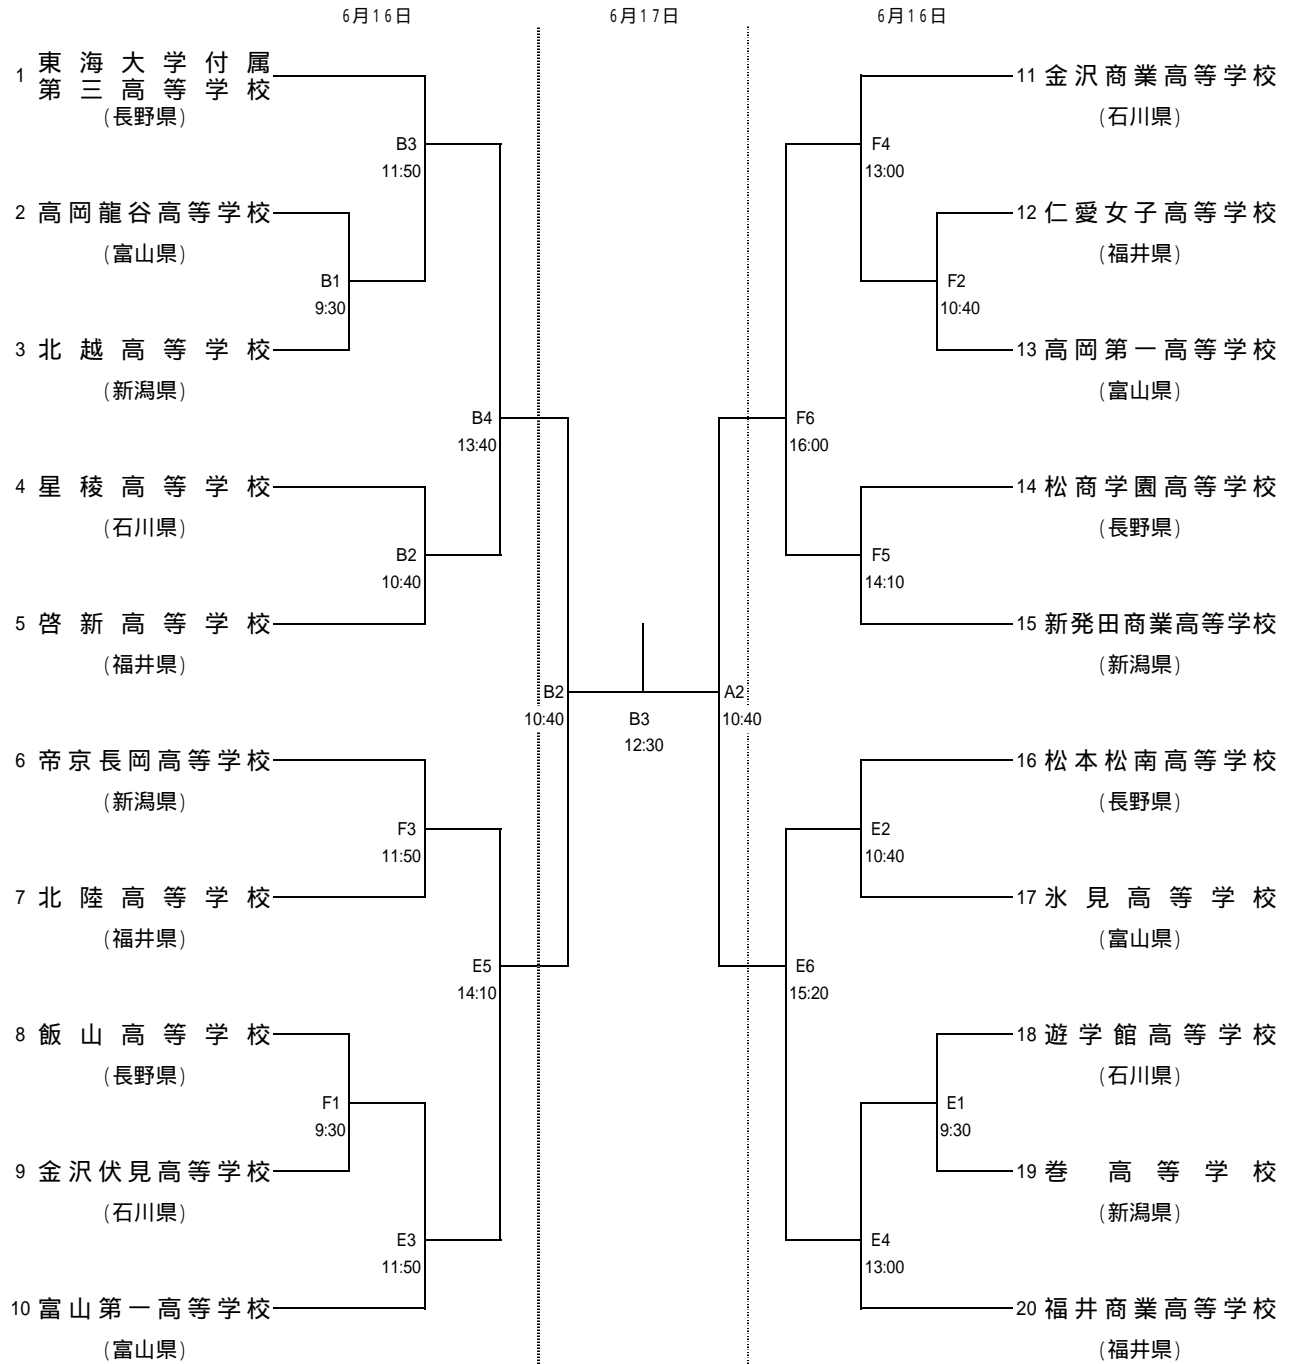 6月16日
6月17日
6月16日
1 東海大学付属
第三高等学校
(長野県)
B3
11:50
2 高岡龍谷高等学校
(富山県)
B1
9:30
3 北越高等学校
(新潟県)
B4
13:40
4 星稜高等学校
(石川県)
B2
10:40
5 啓新高等学校
(福井県)
6 帝京長岡高等学校
(新潟県)
F3
11:50
7 北陸高等学校
(福井県)
E5
14:10
8 飯山高等学校
(長野県)
F1
9:30
9 金沢伏見高等学校
(石川県)
E3
11:50
10 富山第一高等学校
(富山県)
B2
10:40
B3
12:30
A2
10:40
11 金沢商業高等学校
(石川県)
F4
13:00
12 仁愛女子高等学校
(福井県)
F2
10:40
13 高岡第一高等学校
(富山県)
F6
16:00
14 松商学園高等学校
(長野県)
F5
14:10
15 新発田商業高等学校
(新潟県)
16 松本松南高等学校
(長野県)
E2
10:40
17 氷見高等学校
(富山県)
E6
15:20
18 遊学館高等学校
(石川県)
E1
9:30
19 巻高等学校
(新潟県)
E4
13:00
20 福井商業高等学校
(福井県)